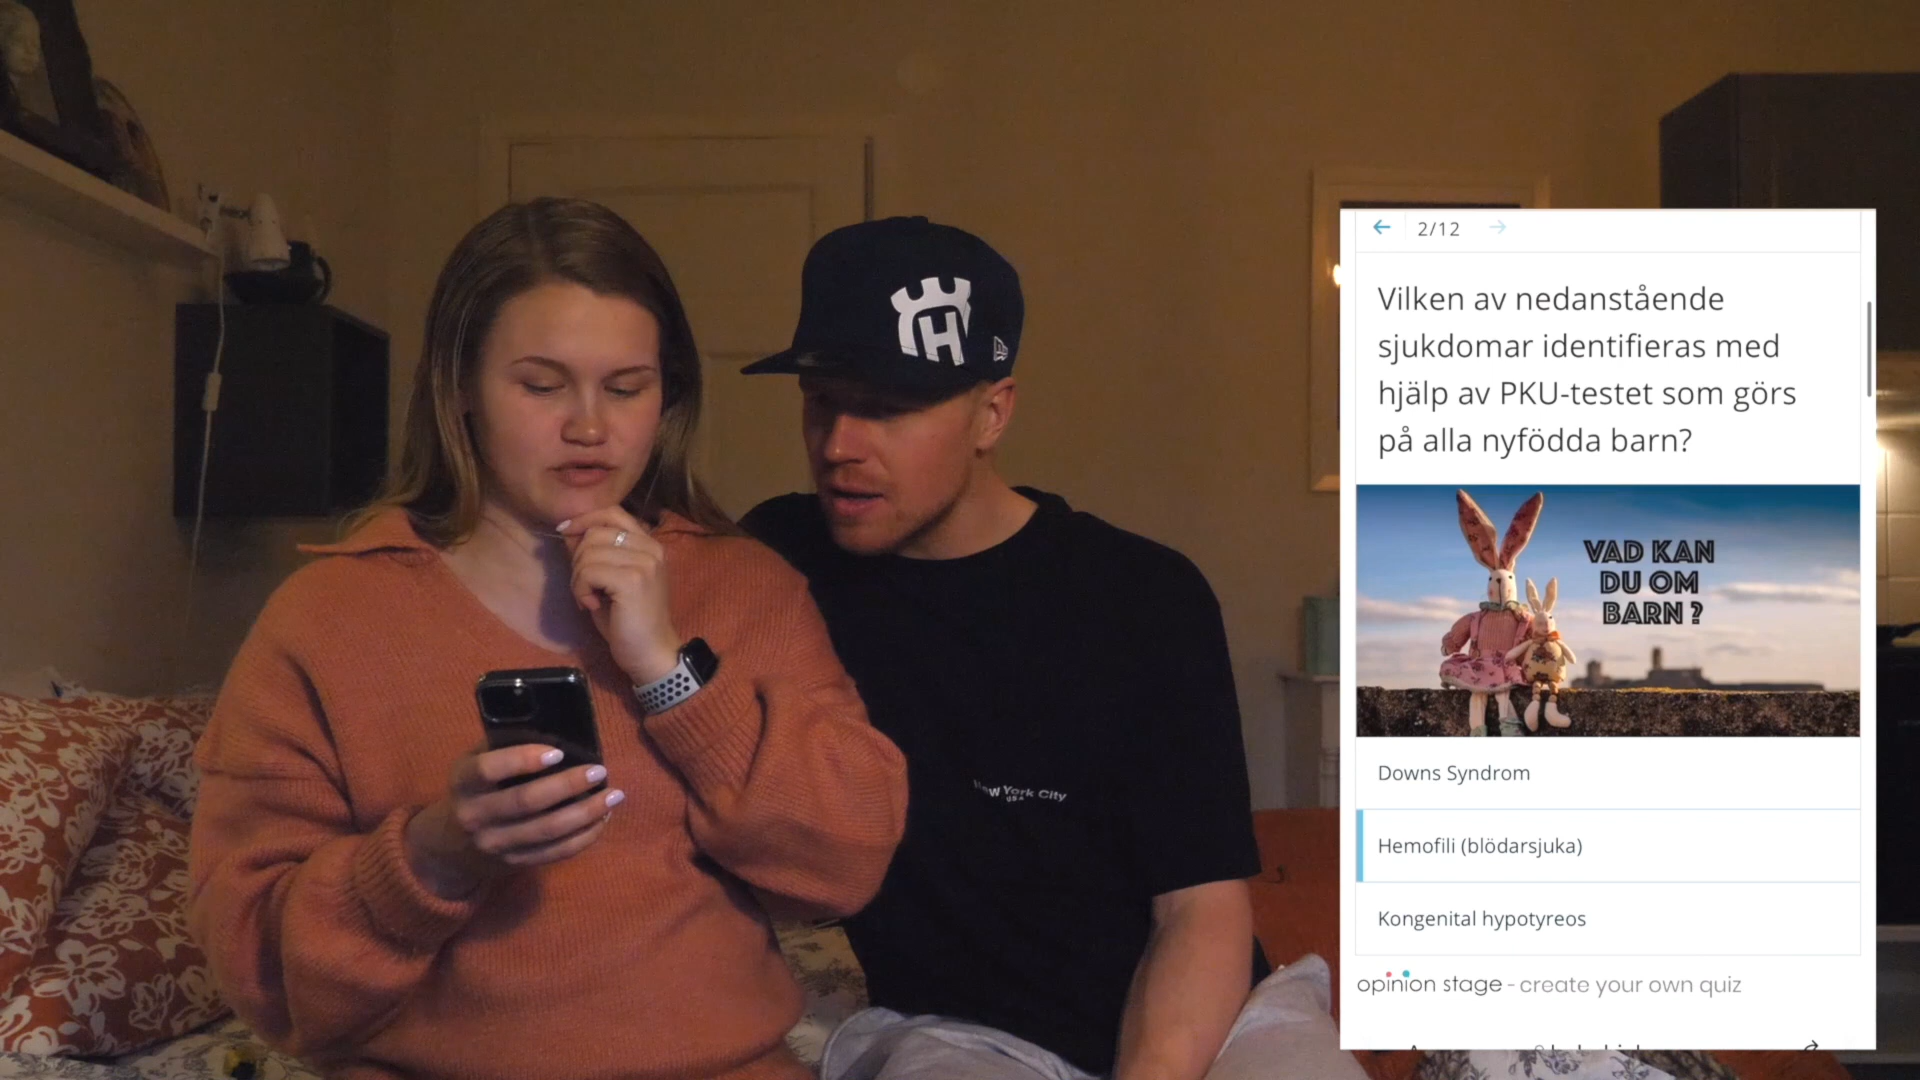 2/12
Vilken av nedanstående
sjukdomar identifieras med
hjälp av PKU-testet som görs
på alla nyfödda barn?
VAD KAN
DU OM
BARN ?
Downs Syndrom
Hemofili (blödarsjuka)
Kongenital hypotyreos
opinion stage - create your own quiz
H
New York City
USA